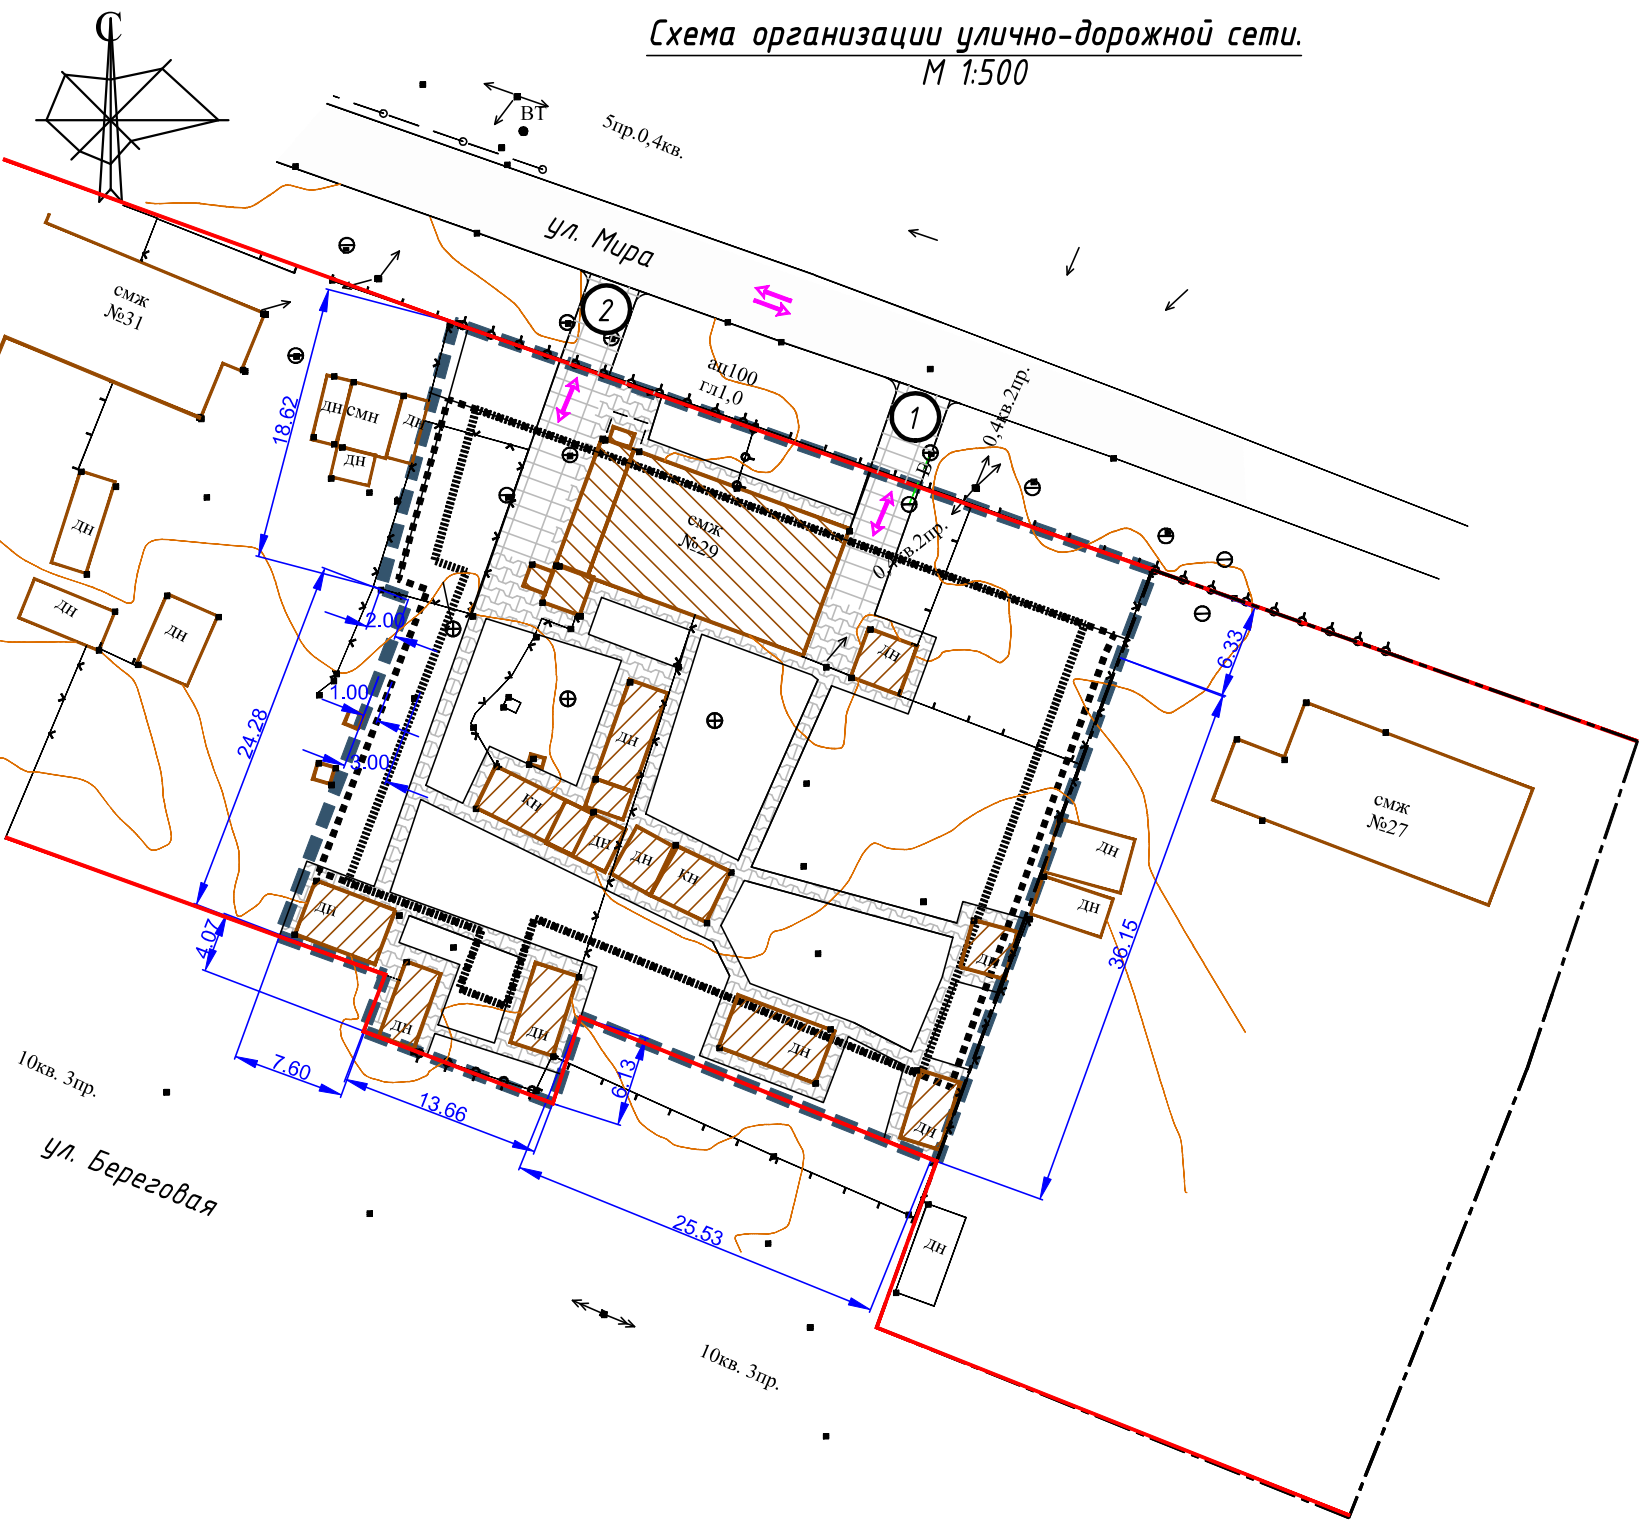 Схема организации улично-дорожной сети.
М 1:500
С
ВТ
5пр.0,4кв.
ул. Мира
2
1
смж
№31
ац100
гл1,0
0,4кв.2пр.
В
18.62
дн
смн
дн
дн
смж
№29
0,4кв.2пр.
дн
дн
дн
2.00
дн
6.33
1.00
24.28
3.00
дн
смж
№27
кн
дн
дн
кн
дн
дн
дн
4.07
36.15
дн
дн
дн
дн
дн
7.60
13.66
6.13
10кв. 3пр.
ул. Береговая
25.53
дн
10кв. 3пр.